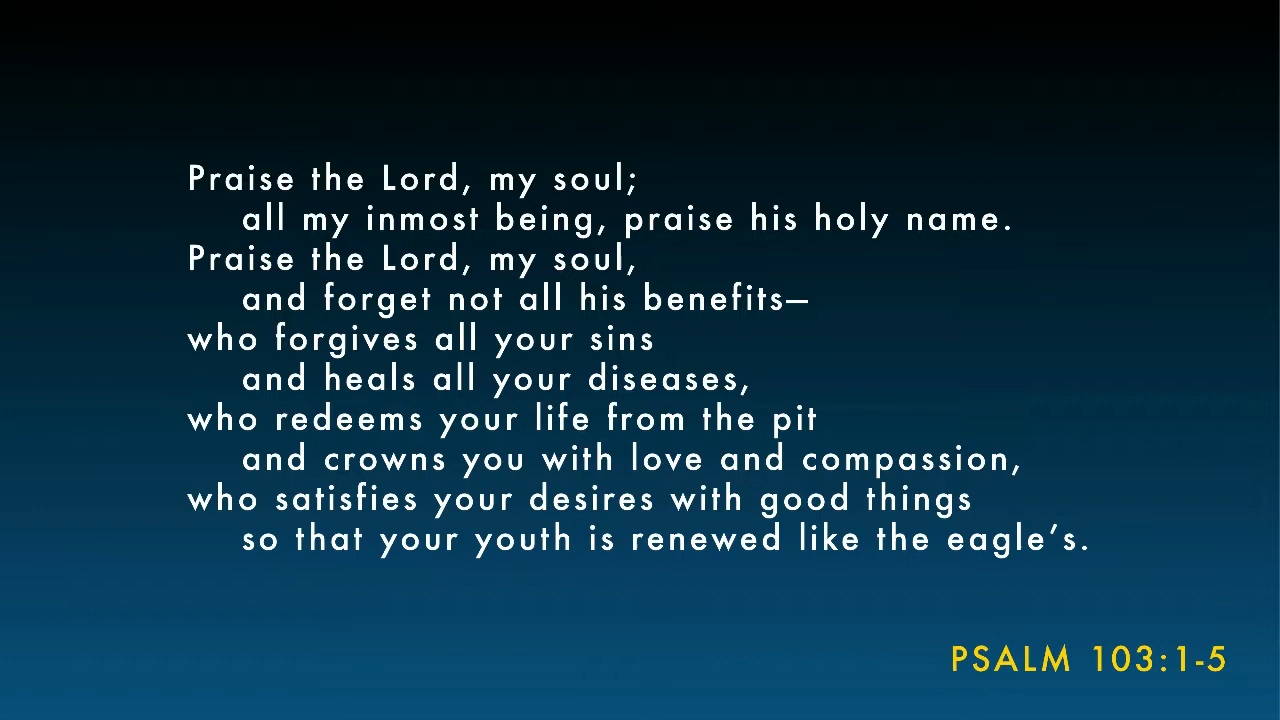 Praise the Lord, my soul;
all my inmost being, praise his holy name.
Praise the Lord, my soul,
and forget not all his benefits—
who forgives all your sins
and heals all your diseases,
who redeems your life from the pit
and crowns you with love and compassion,
who satisfies your desires with good things
so that your youth is renewed like the eagle’s.
PSALM 103:1-5